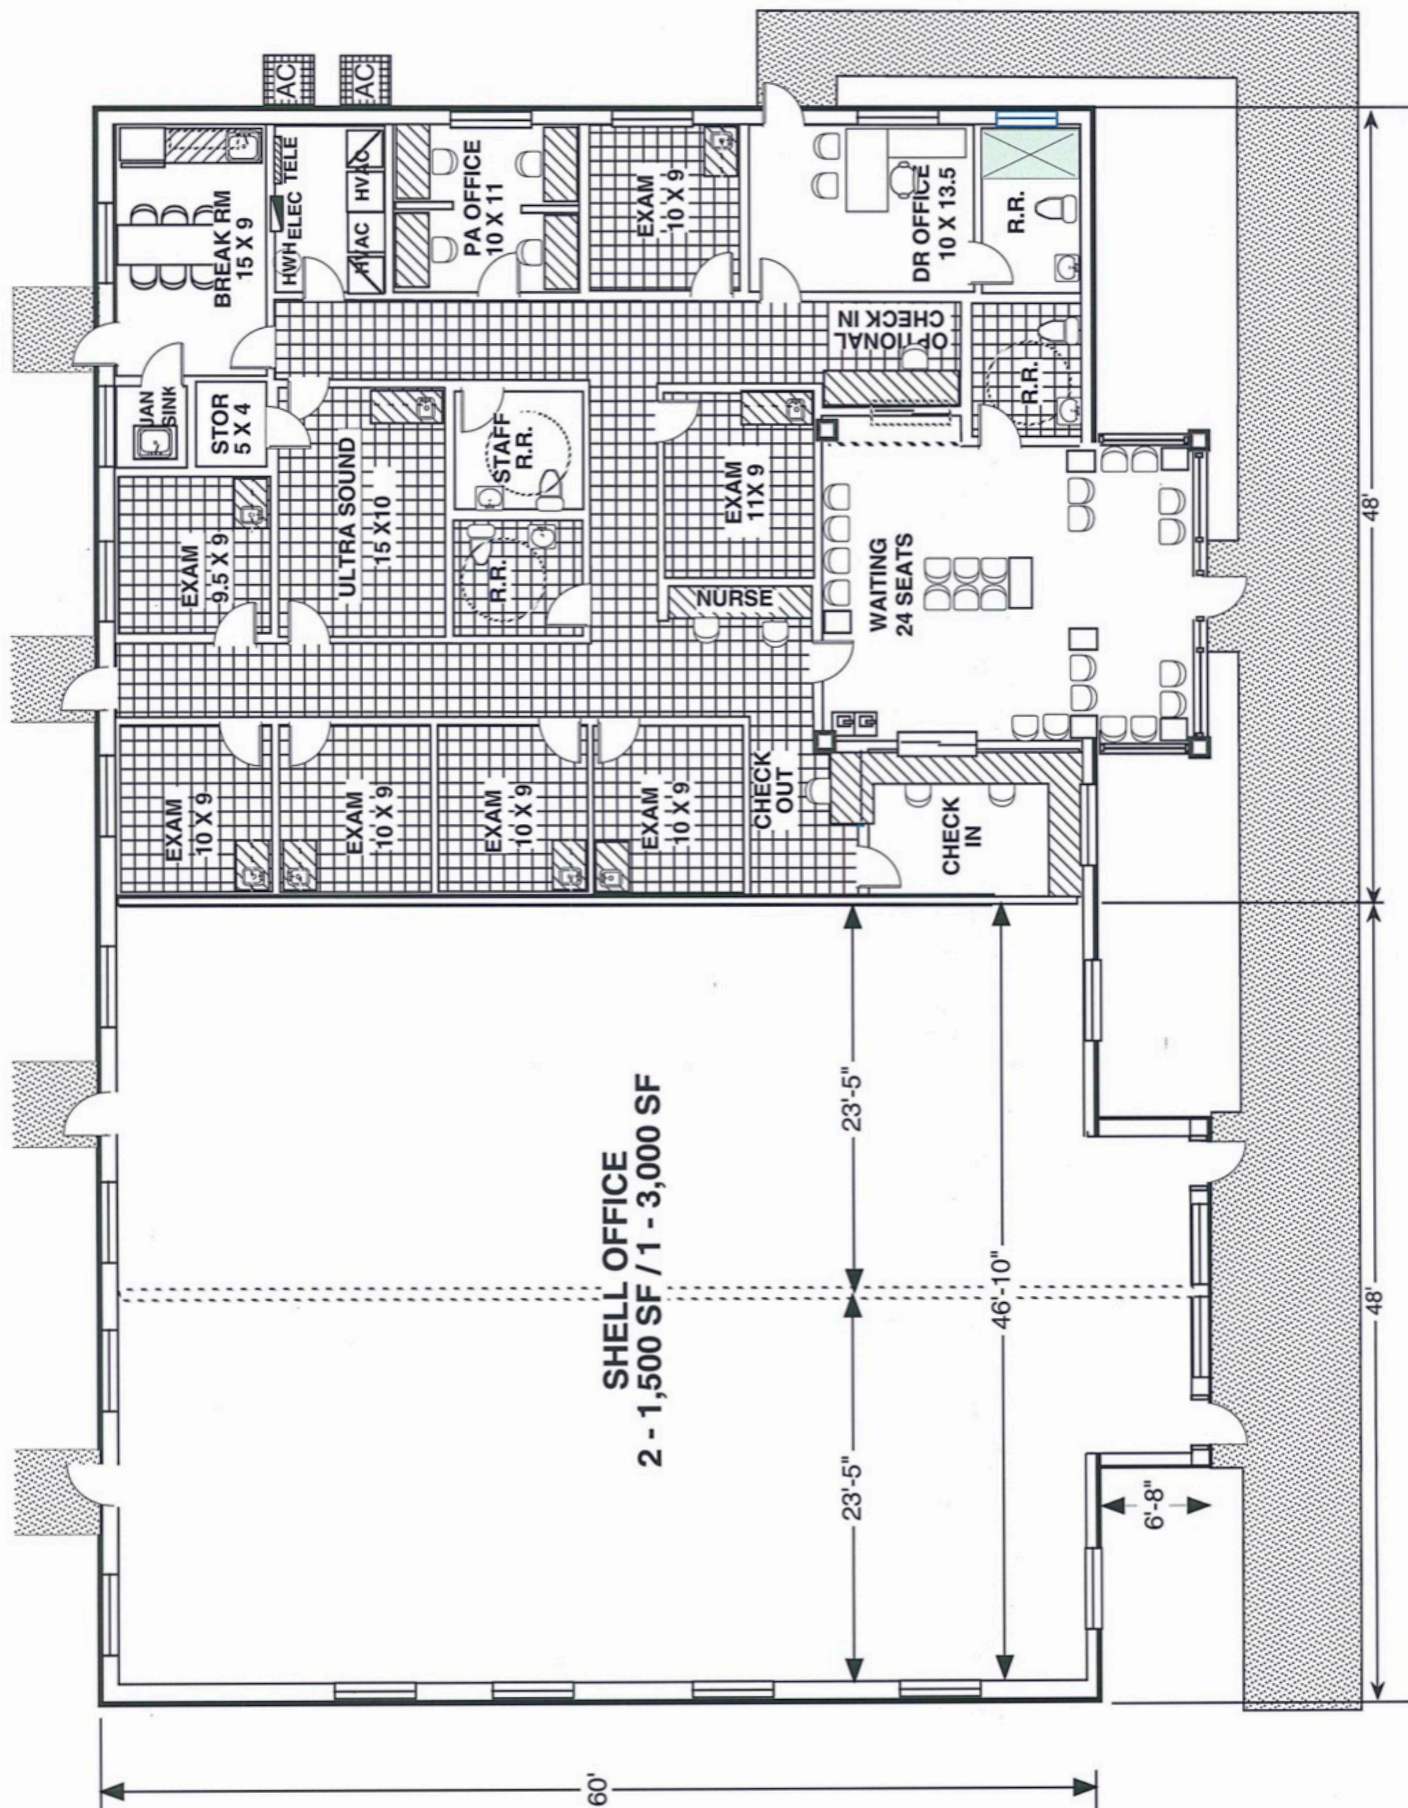 AC
AC
BREAK RM
15 X 9
TELE
ELEC
HWH
HVAC
HVAC
PA OFFICE
10 X 11
EXAM
10 X 9
DR OFFICE
10 X 13.5
R.R.
JAN
SINK
STOR
5 X 4
OPTIONAL
CHECK IN
R.R.
EXAM
9.5 X 9
ULTRA SOUND
15 X10
STAFF
R.R.
R.R.
EXAM
11X 9
NURSE
WAITING
24 SEATS
EXAM
10 X 9
EXAM
10 X 9
EXAM
10 X 9
EXAM
10 X 9
CHECK
OUT
CHECK
IN
48'
SHELL OFFICE
2 - 1,500 SF / 1 - 3,000 SF
23'-5"
23'-5"
46'-10"
48'
6'-8"
60'